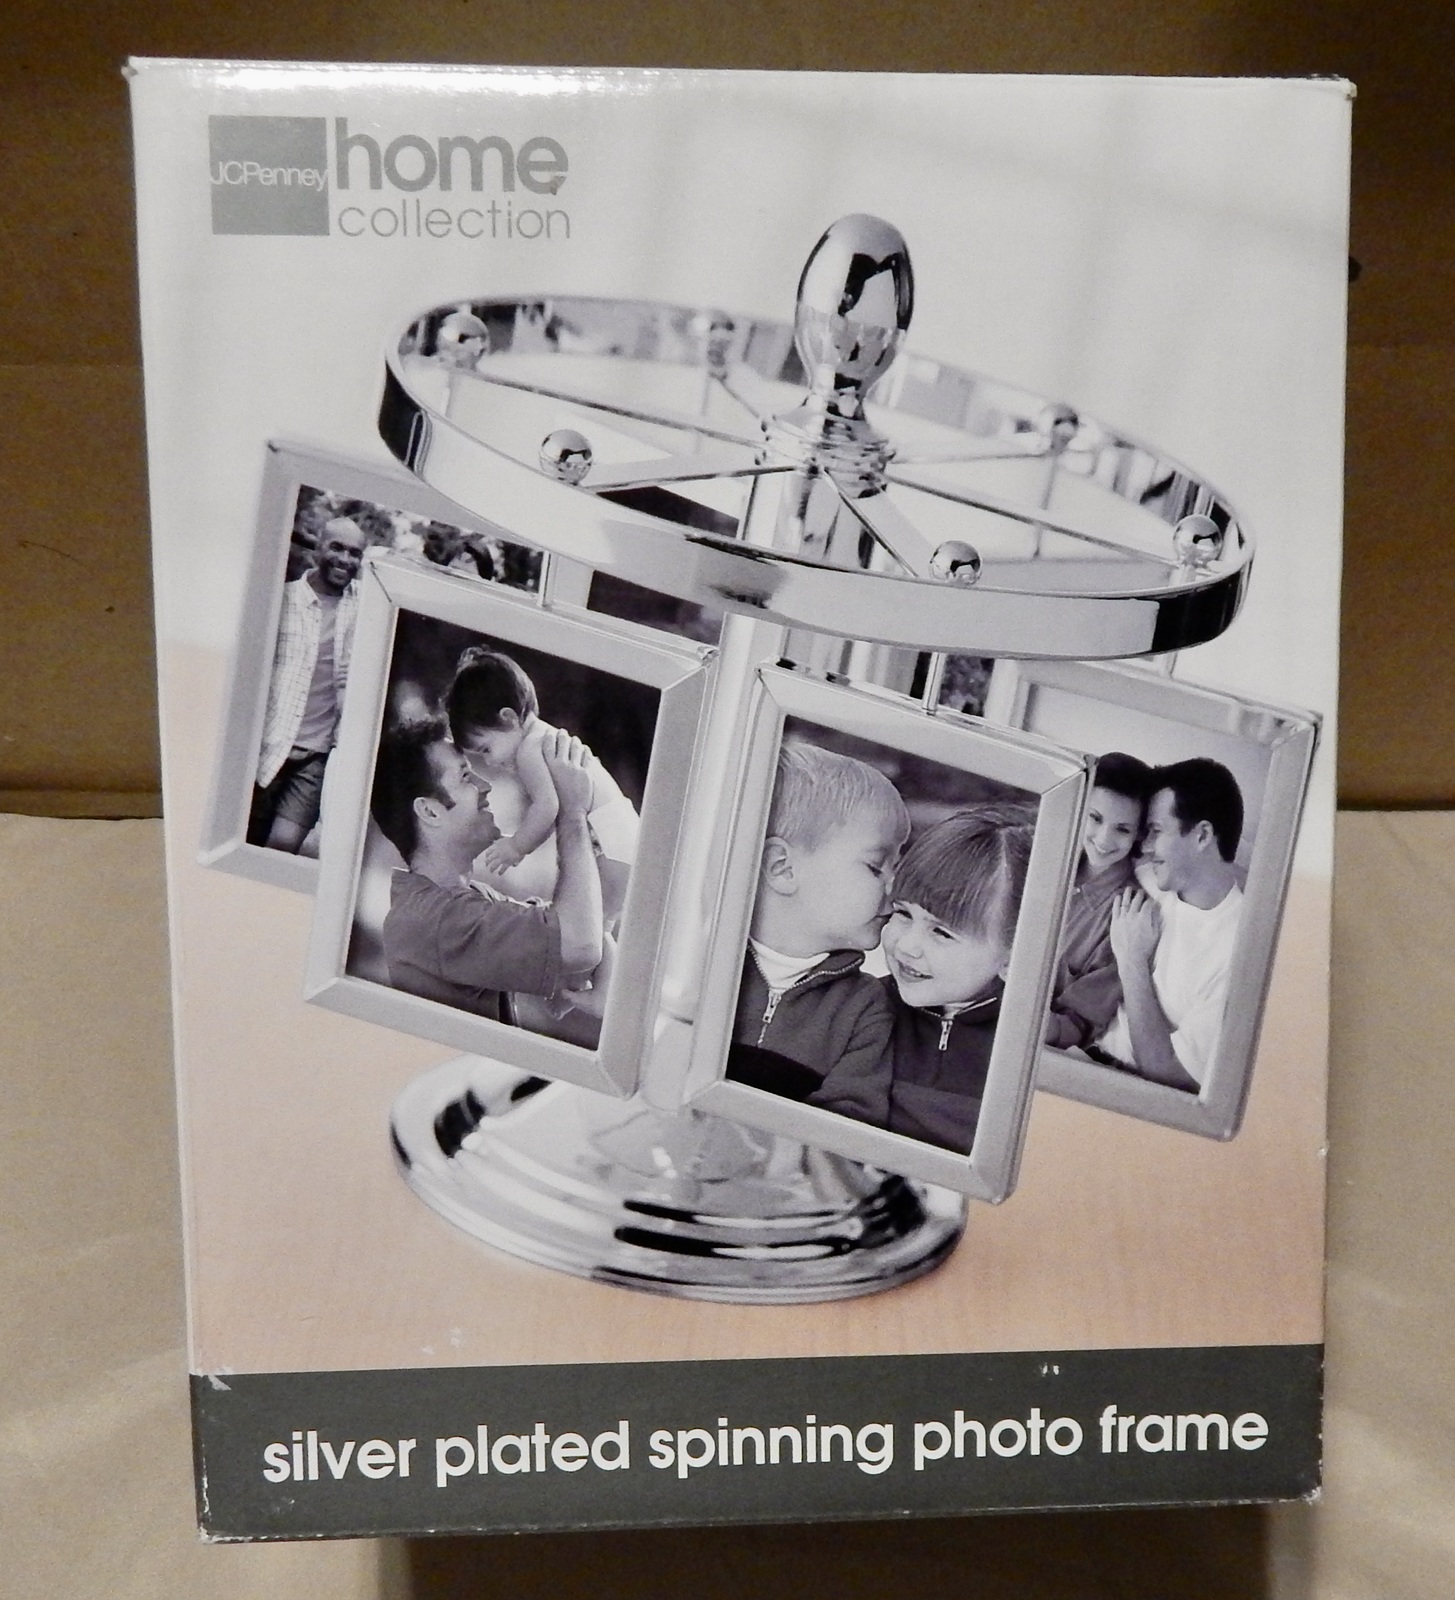 JCPenney
home
collection
silver plated spinning photo frame